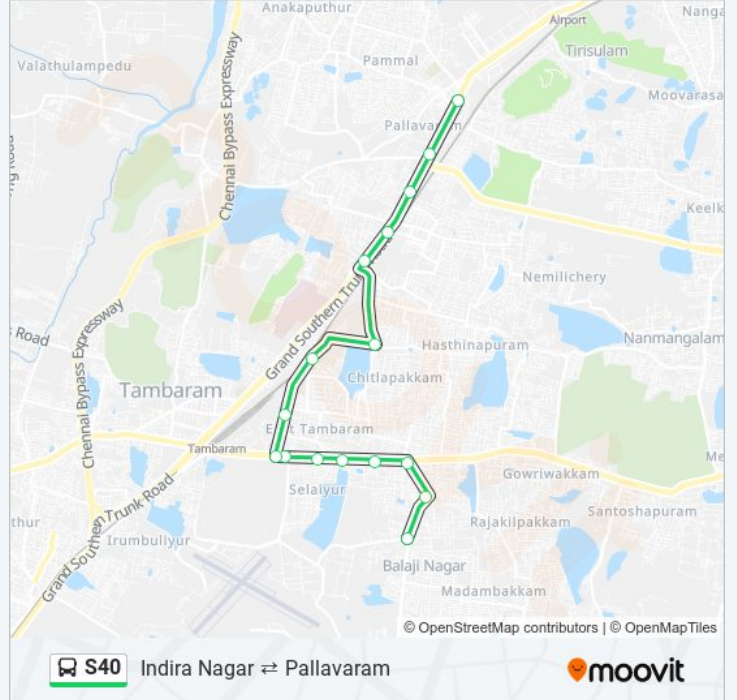 Anakaputhur
Nanga
Airport
Tirisulam
Valathulampedu
Pammal
Moovarasa
Chennai Bypass Expressway
Pallavaram
Keelk
Nemilichery
Road
Grand Southern Trunk
Nanmangalam
Hasthinapuram
Chitlapakkam
Tambaram
Chennai Bypass Expressway
East Tambaram
Tambaram
Me
Gowriwakkam
Selaiyur
Santoshapuram
thur
Grand Southern Trunk Road
Rajakilpakkam
Irumbuliyur
Balaji Nagar
Madambakkam
© OpenStreetMap contributors | © OpenMapTiles
S40 Indira Nagar ⇄ Pallavaram
moovit